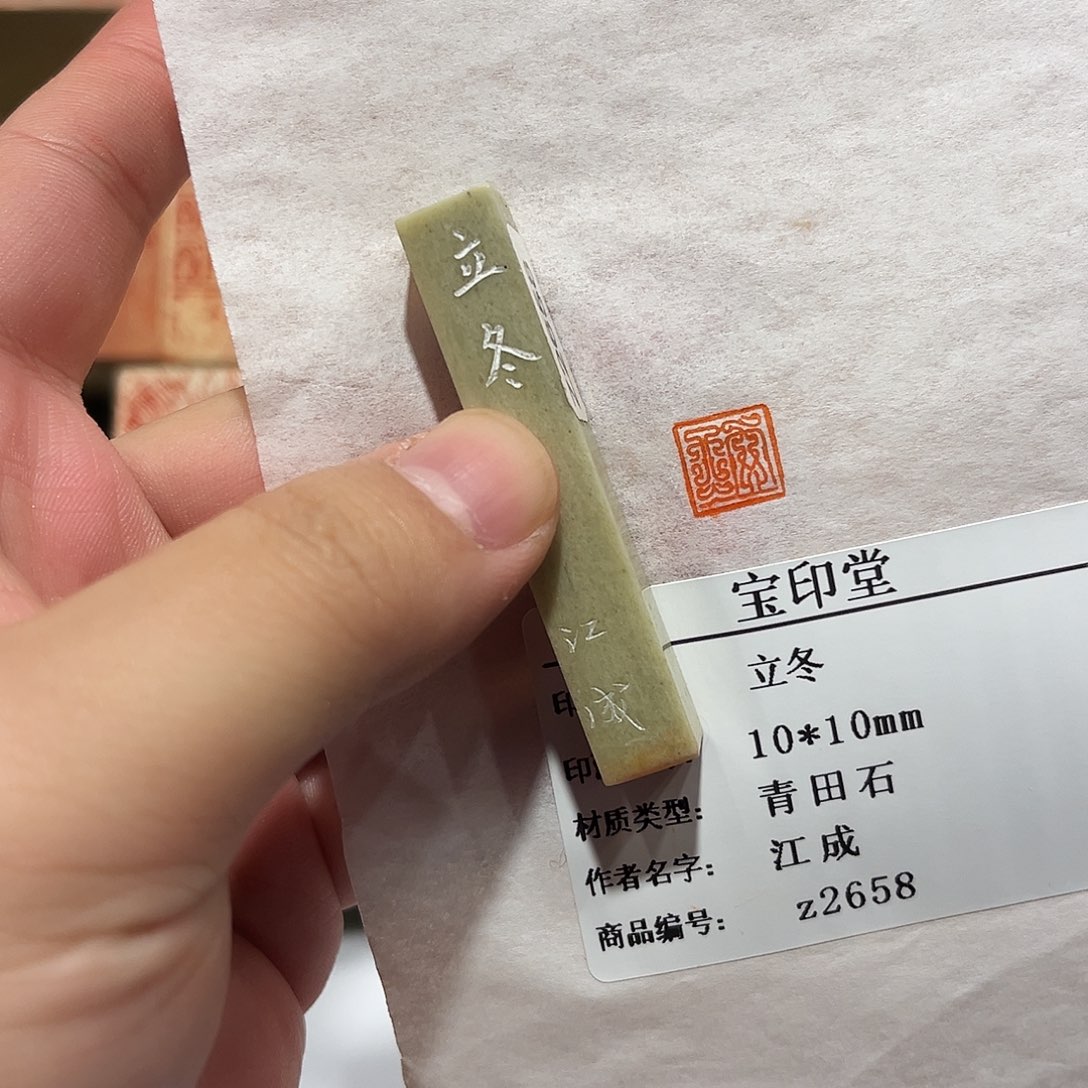 立
冬
江
成
宝印堂
立冬
10*10mm
材质类型: 青田石
作者名字: 江成
商品编号: z2658